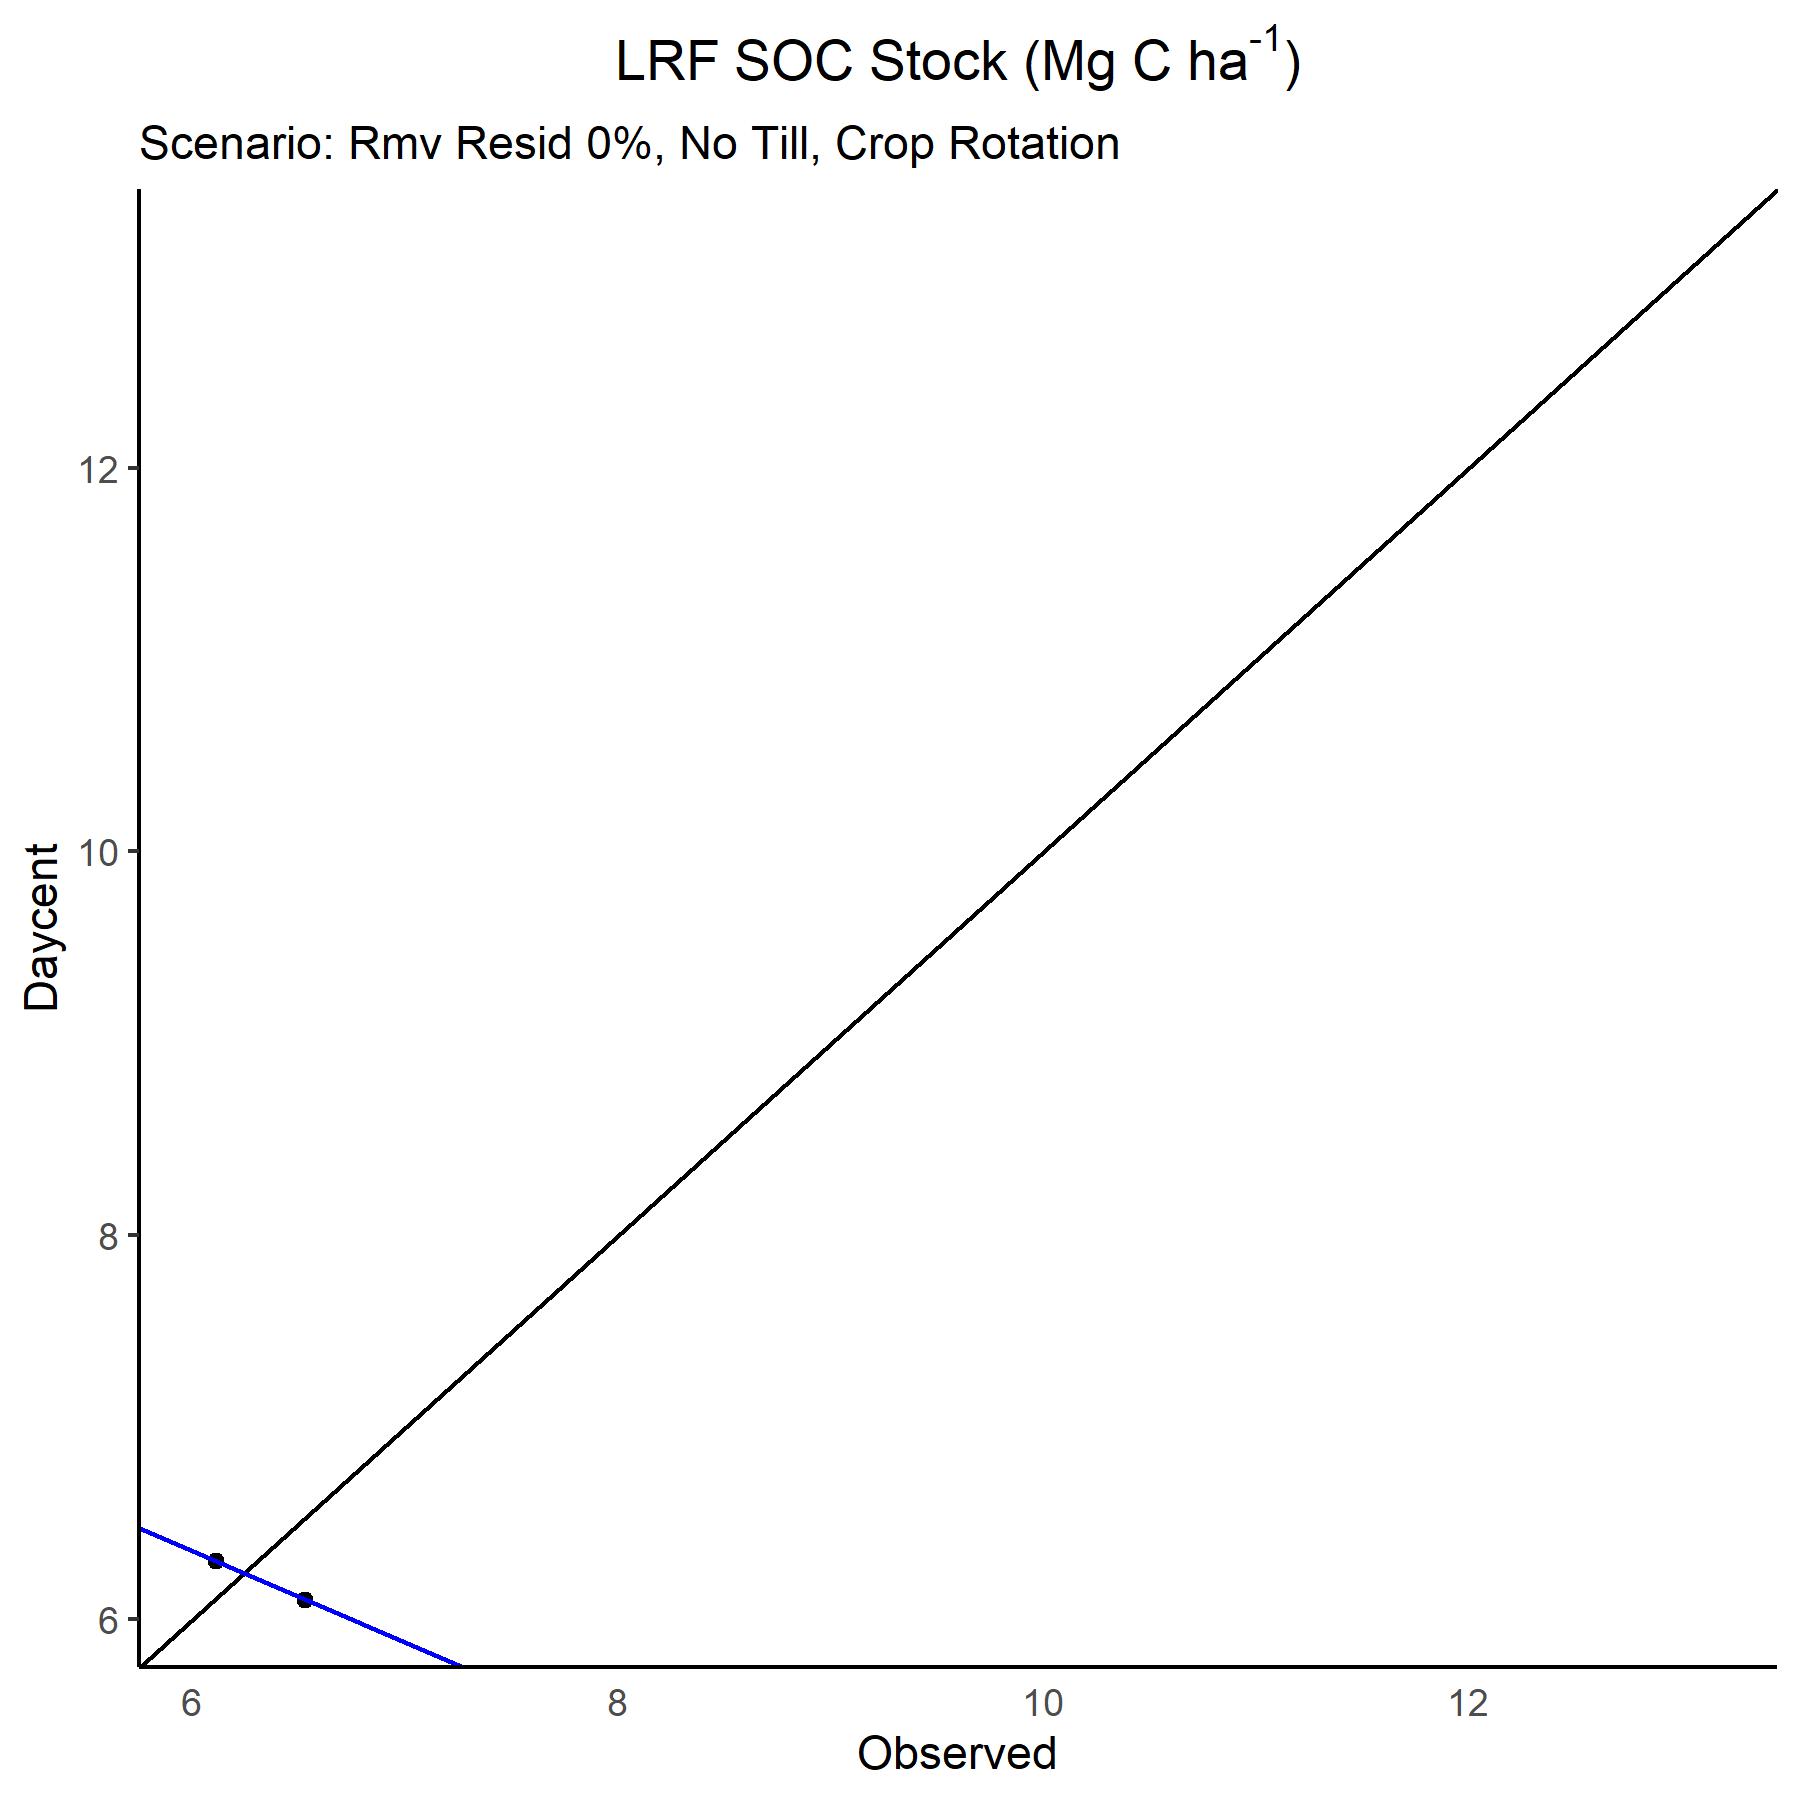 LRF SOC Stock (Mg C ha⁻¹)
Scenario: Rmv Resid 0%, No Till, Crop Rotation
12
10
8
6
Daycent
6 8 10 12
Observed